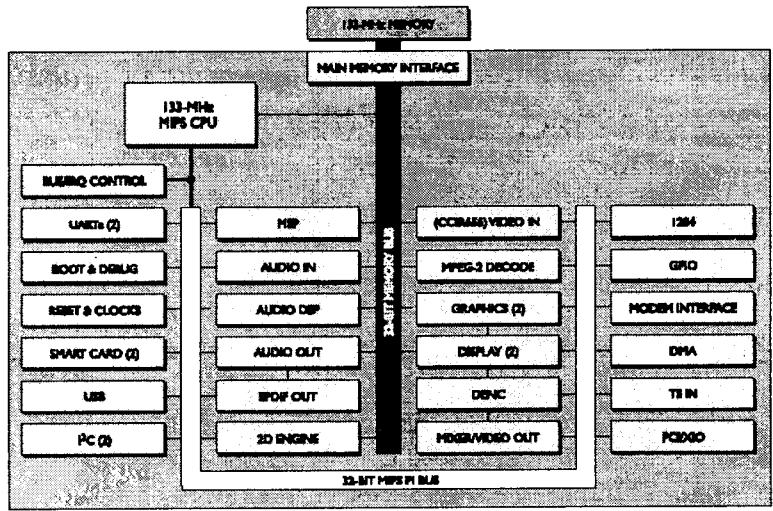 133-MHz MEMORY
MAIN MEMORY INTERFACE
133-MHz
MIPS CPU
BUS/IRQ CONTROL
UARTs (2)
BOOT & DEBUG
RESET & CLOCKS
SMART CARD (2)
USB
I²C (2)
MSP
AUDIO IN
AUDIO DSP
AUDIO OUT
SPDIF OUT
2D ENGINE
32-BIT MEMORY BUS
(CCIR656) VIDEO IN
MPEG-2 DECODE
GRAPHICS (2)
DISPLAY (2)
DENC
MIXER/VIDEO OUT
1284
GPIO
MODEM INTERFACE
DMA
TS IN
PCI/XIO
32-BIT MIPS PI BUS